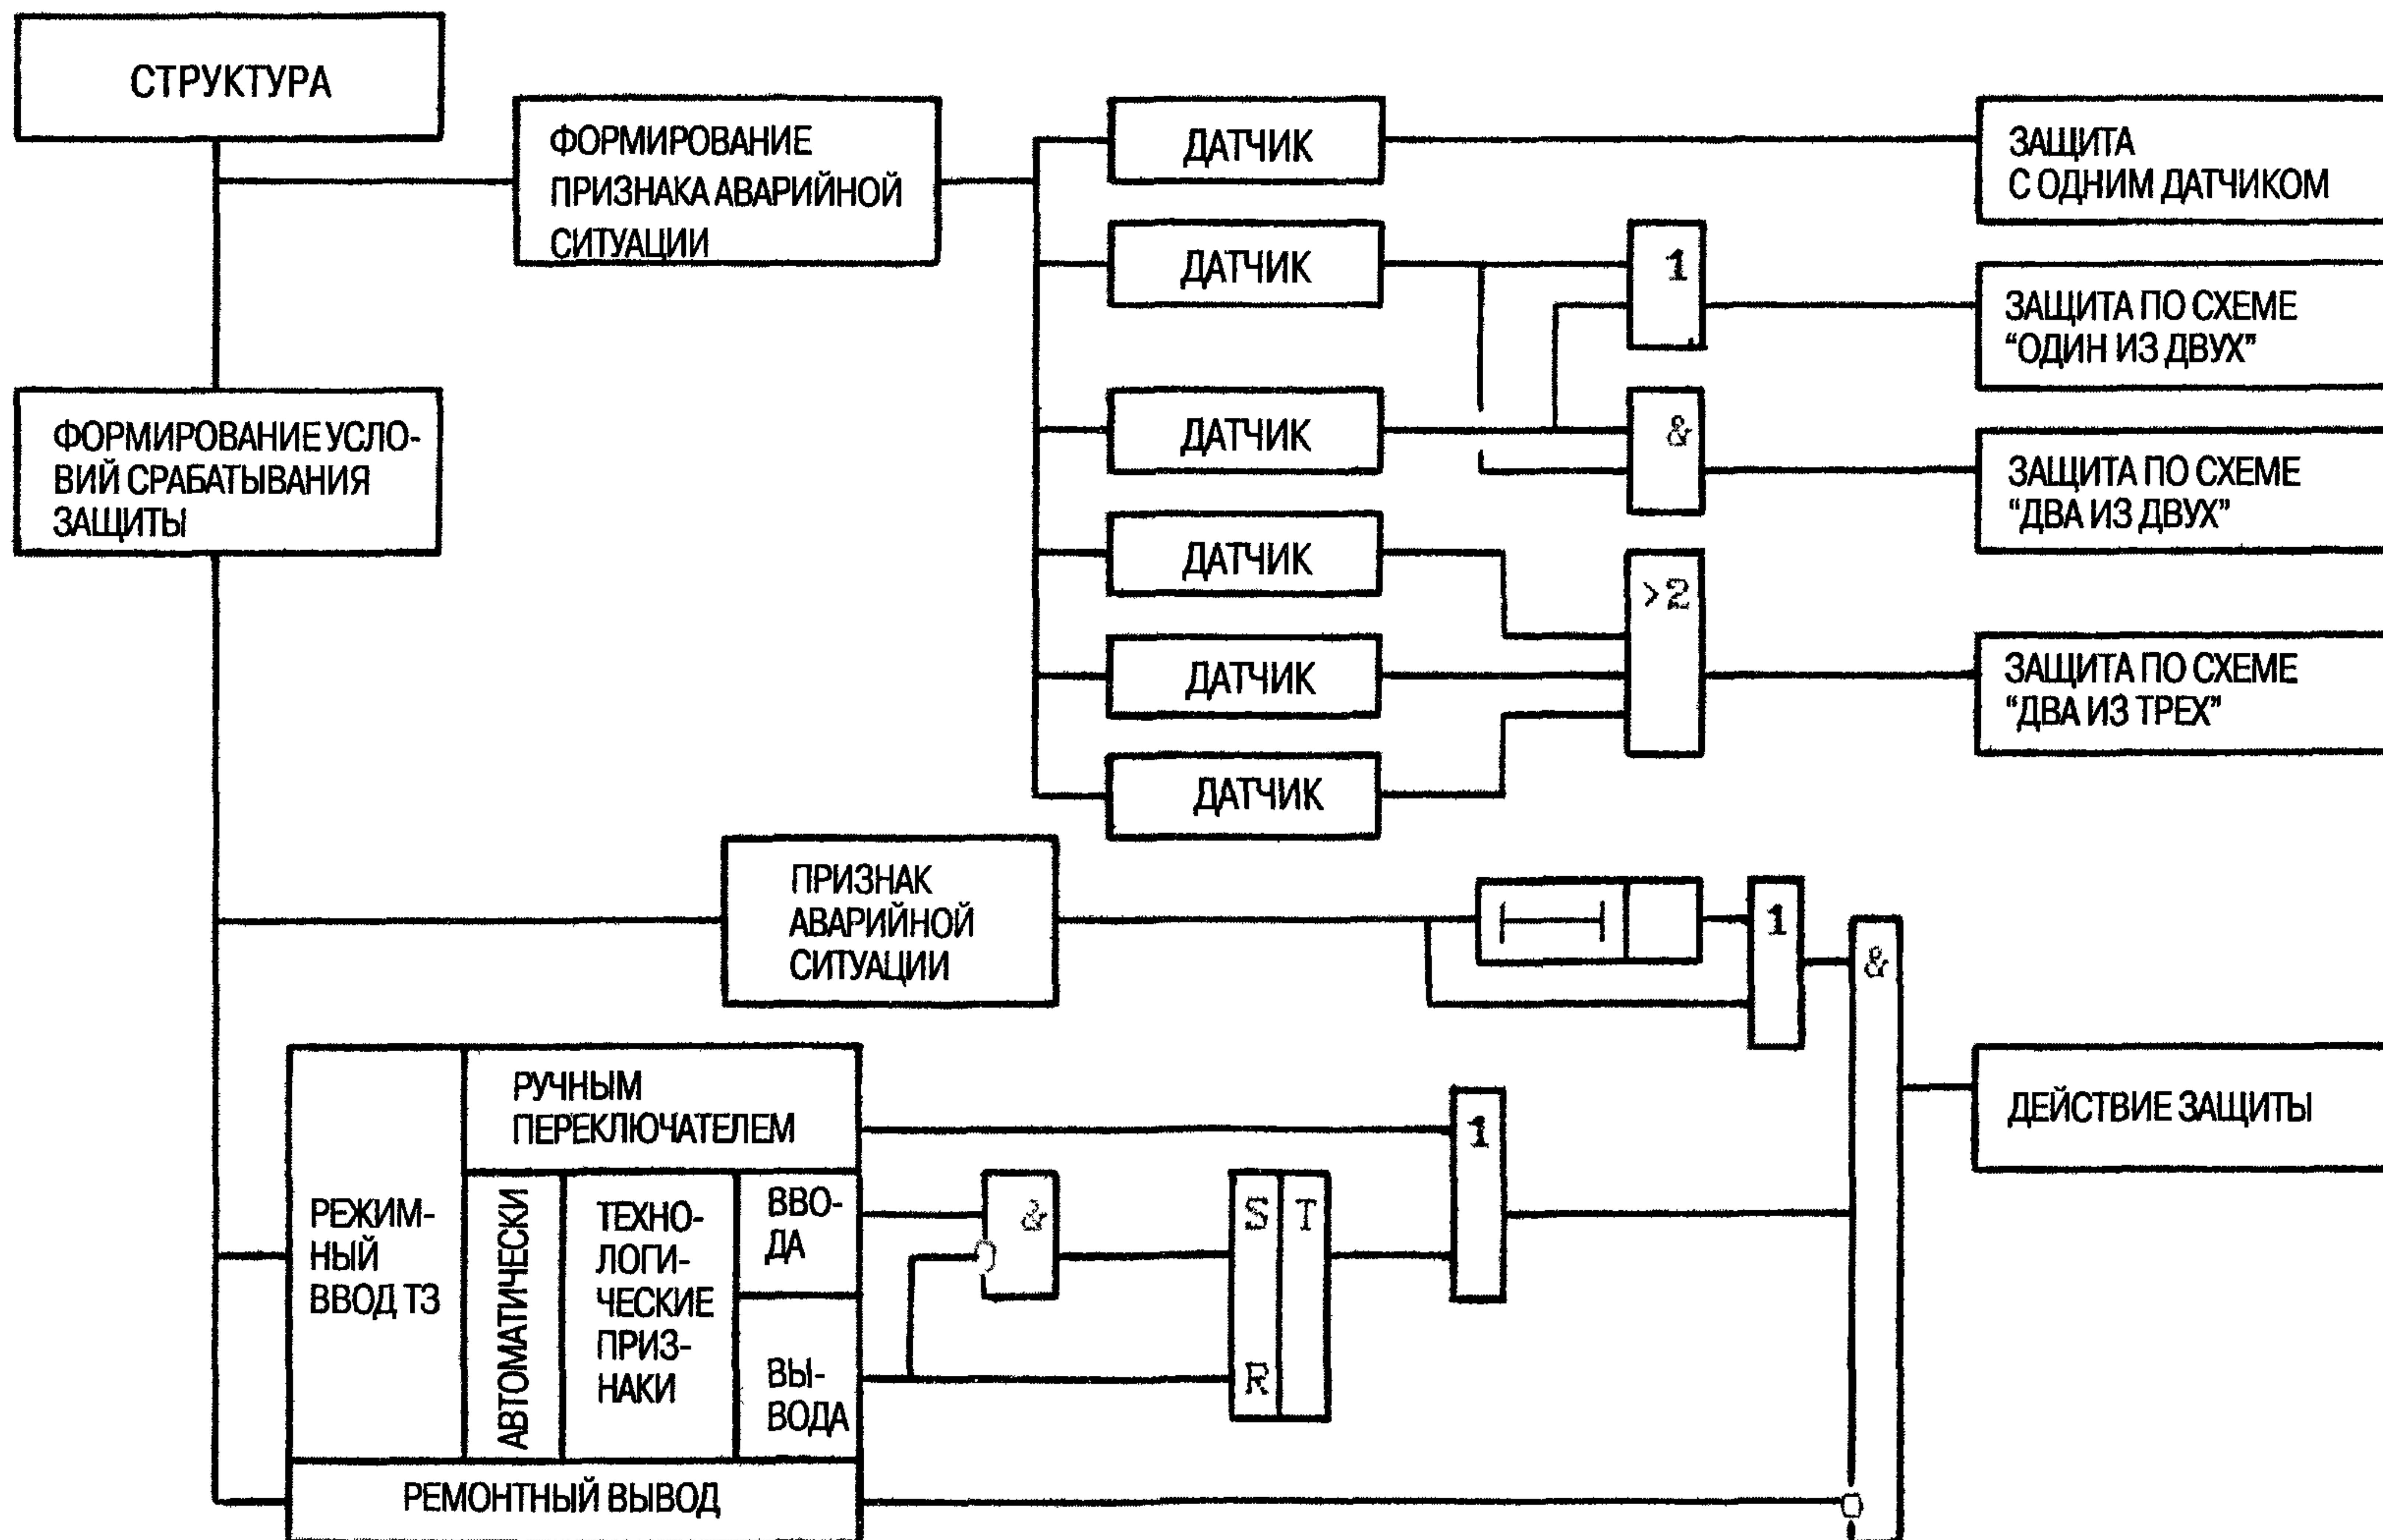 СТРУКТУРА
ФОРМИРОВАНИЕ
ПРИЗНАКА АВАРИЙНОЙ
СИТУАЦИИ
ДАТЧИК
ЗАЩИТА
С ОДНИМ ДАТЧИКОМ
ДАТЧИК
1
ЗАЩИТА ПО СХЕМЕ
“ОДИН ИЗ ДВУХ”
ФОРМИРОВАНИЕ УСЛО-
ВИЙ СРАБАТЫВАНИЯ
ЗАЩИТЫ
ДАТЧИК
&
ЗАЩИТА ПО СХЕМЕ
“ДВА ИЗ ДВУХ”
ДАТЧИК
>2
ДАТЧИК
ЗАЩИТА ПО СХЕМЕ
“ДВА ИЗ ТРЕХ”
ДАТЧИК
ПРИЗНАК
АВАРИЙНОЙ
СИТУАЦИИ
1
&
РУЧНЫМ
ПЕРЕКЛЮЧАТЕЛЕМ
1
ДЕЙСТВИЕ ЗАЩИТЫ
РЕЖИМ-
НЫЙ
ВВОД ТЗ
АВТОМАТИЧЕСКИ
ТЕХНО-
ЛОГИ-
ЧЕСКИЕ
ПРИЗ-
НАКИ
ВВО-
ДА
&
S T
ВЫ-
ВОДА
R
РЕМОНТНЫЙ ВЫВОД